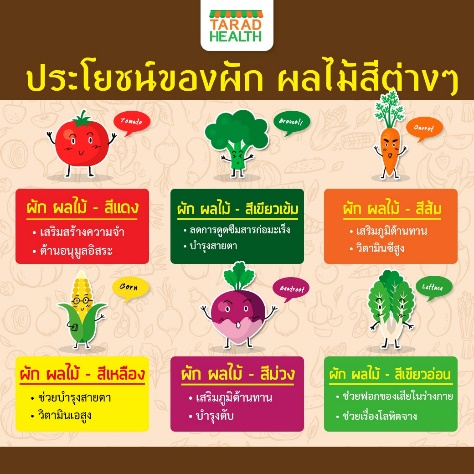 TARAD
HEALTH
ประโยชน์ของผัก ผลไม้สีต่างๆ
Tomato
Broccoli
Carrot
ผัก ผลไม้ - สีแดง
• เสริมสร้างความจำ
• ต้านอนุมูลอิสระ
ผัก ผลไม้ - สีเขียวเข้ม
• ลดการดูดซึมสารก่อมะเร็ง
• บำรุงสายตา
ผัก ผลไม้ - สีส้ม
• เสริมภูมิต้านทาน
• วิตามินซีสูง
Corn
Beetroot
Lettuce
ผัก ผลไม้ - สีเหลือง
• ช่วยบำรุงสายตา
• วิตามินเอสูง
ผัก ผลไม้ - สีม่วง
• เสริมภูมิต้านทาน
• บำรุงตับ
ผัก ผลไม้ - สีเขียวอ่อน
• ช่วยฟอกของเสียในร่างกาย
• ช่วยเรื่องโลหิตจาง